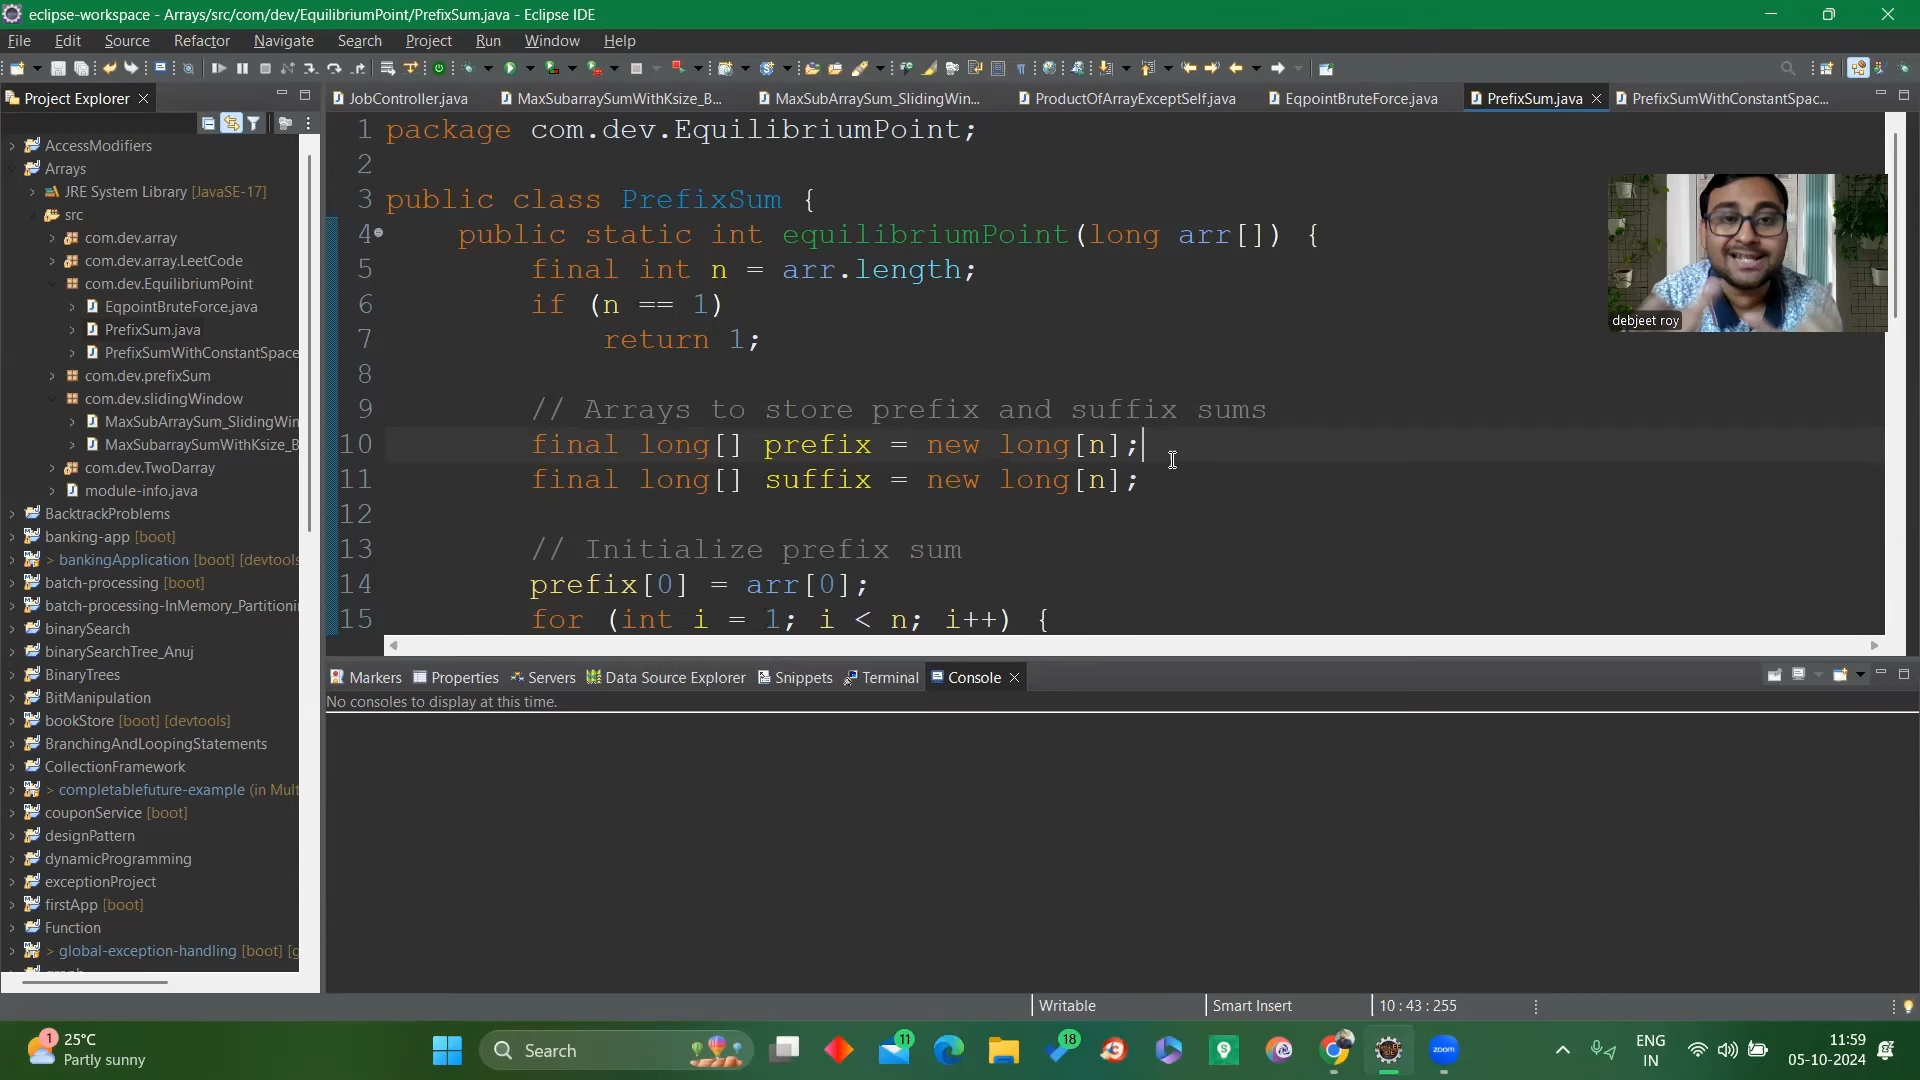 eclipse-workspace - Arrays/src/com/dev/EquilibriumPoint/PrefixSum.java - Eclipse IDE
File Edit Source Refactor Navigate Search Project Run Window Help
Project Explorer
JobController.java MaxSubarraySumWithKsize_B... MaxSubArraySum_SlidingWin... ProductOfArrayExceptSelf.java EqpointBruteForce.java PrefixSum.java PrefixSumWithConstantSpac...
AccessModifiers
Arrays
JRE System Library [JavaSE-17]
src
com.dev.array
com.dev.array.LeetCode
com.dev.EquilibriumPoint
EqpointBruteForce.java
PrefixSum.java
PrefixSumWithConstantSpace
com.dev.prefixSum
com.dev.slidingWindow
MaxSubArraySum_SlidingWin
MaxSubarraySumWithKsize_B
com.dev.TwoDarray
module-info.java
BacktrackProblems
banking-app [boot]
> bankingApplication [boot] [devtools
batch-processing [boot]
batch-processing-InMemory_Partitioni
binarySearch
binarySearchTree_Anuj
BinaryTrees
BitManipulation
bookStore [boot] [devtools]
BranchingAndLoopingStatements
CollectionFramework
> completablefuture-example (in Mult
couponService [boot]
designPattern
dynamicProgramming
exceptionProject
firstApp [boot]
Function
> global-exception-handling [boot] [g
1 package com.dev.EquilibriumPoint;
2
3 public class PrefixSum {
4 public static int equilibriumPoint(long arr[]) {
5 final int n = arr.length;
6 if (n == 1)
7 return 1;
8
9 // Arrays to store prefix and suffix sums
10 final long[] prefix = new long[n];
11 final long[] suffix = new long[n];
12
13 // Initialize prefix sum
14 prefix[0] = arr[0];
15 for (int i = 1; i < n; i++) {
debjeet roy
Markers Properties Servers Data Source Explorer Snippets Terminal Console
No consoles to display at this time.
Writable Smart Insert 10 : 43 : 255
1 25°C
Partly sunny
Search
11
18
zoom
ENG
IN
11:59
05-10-2024